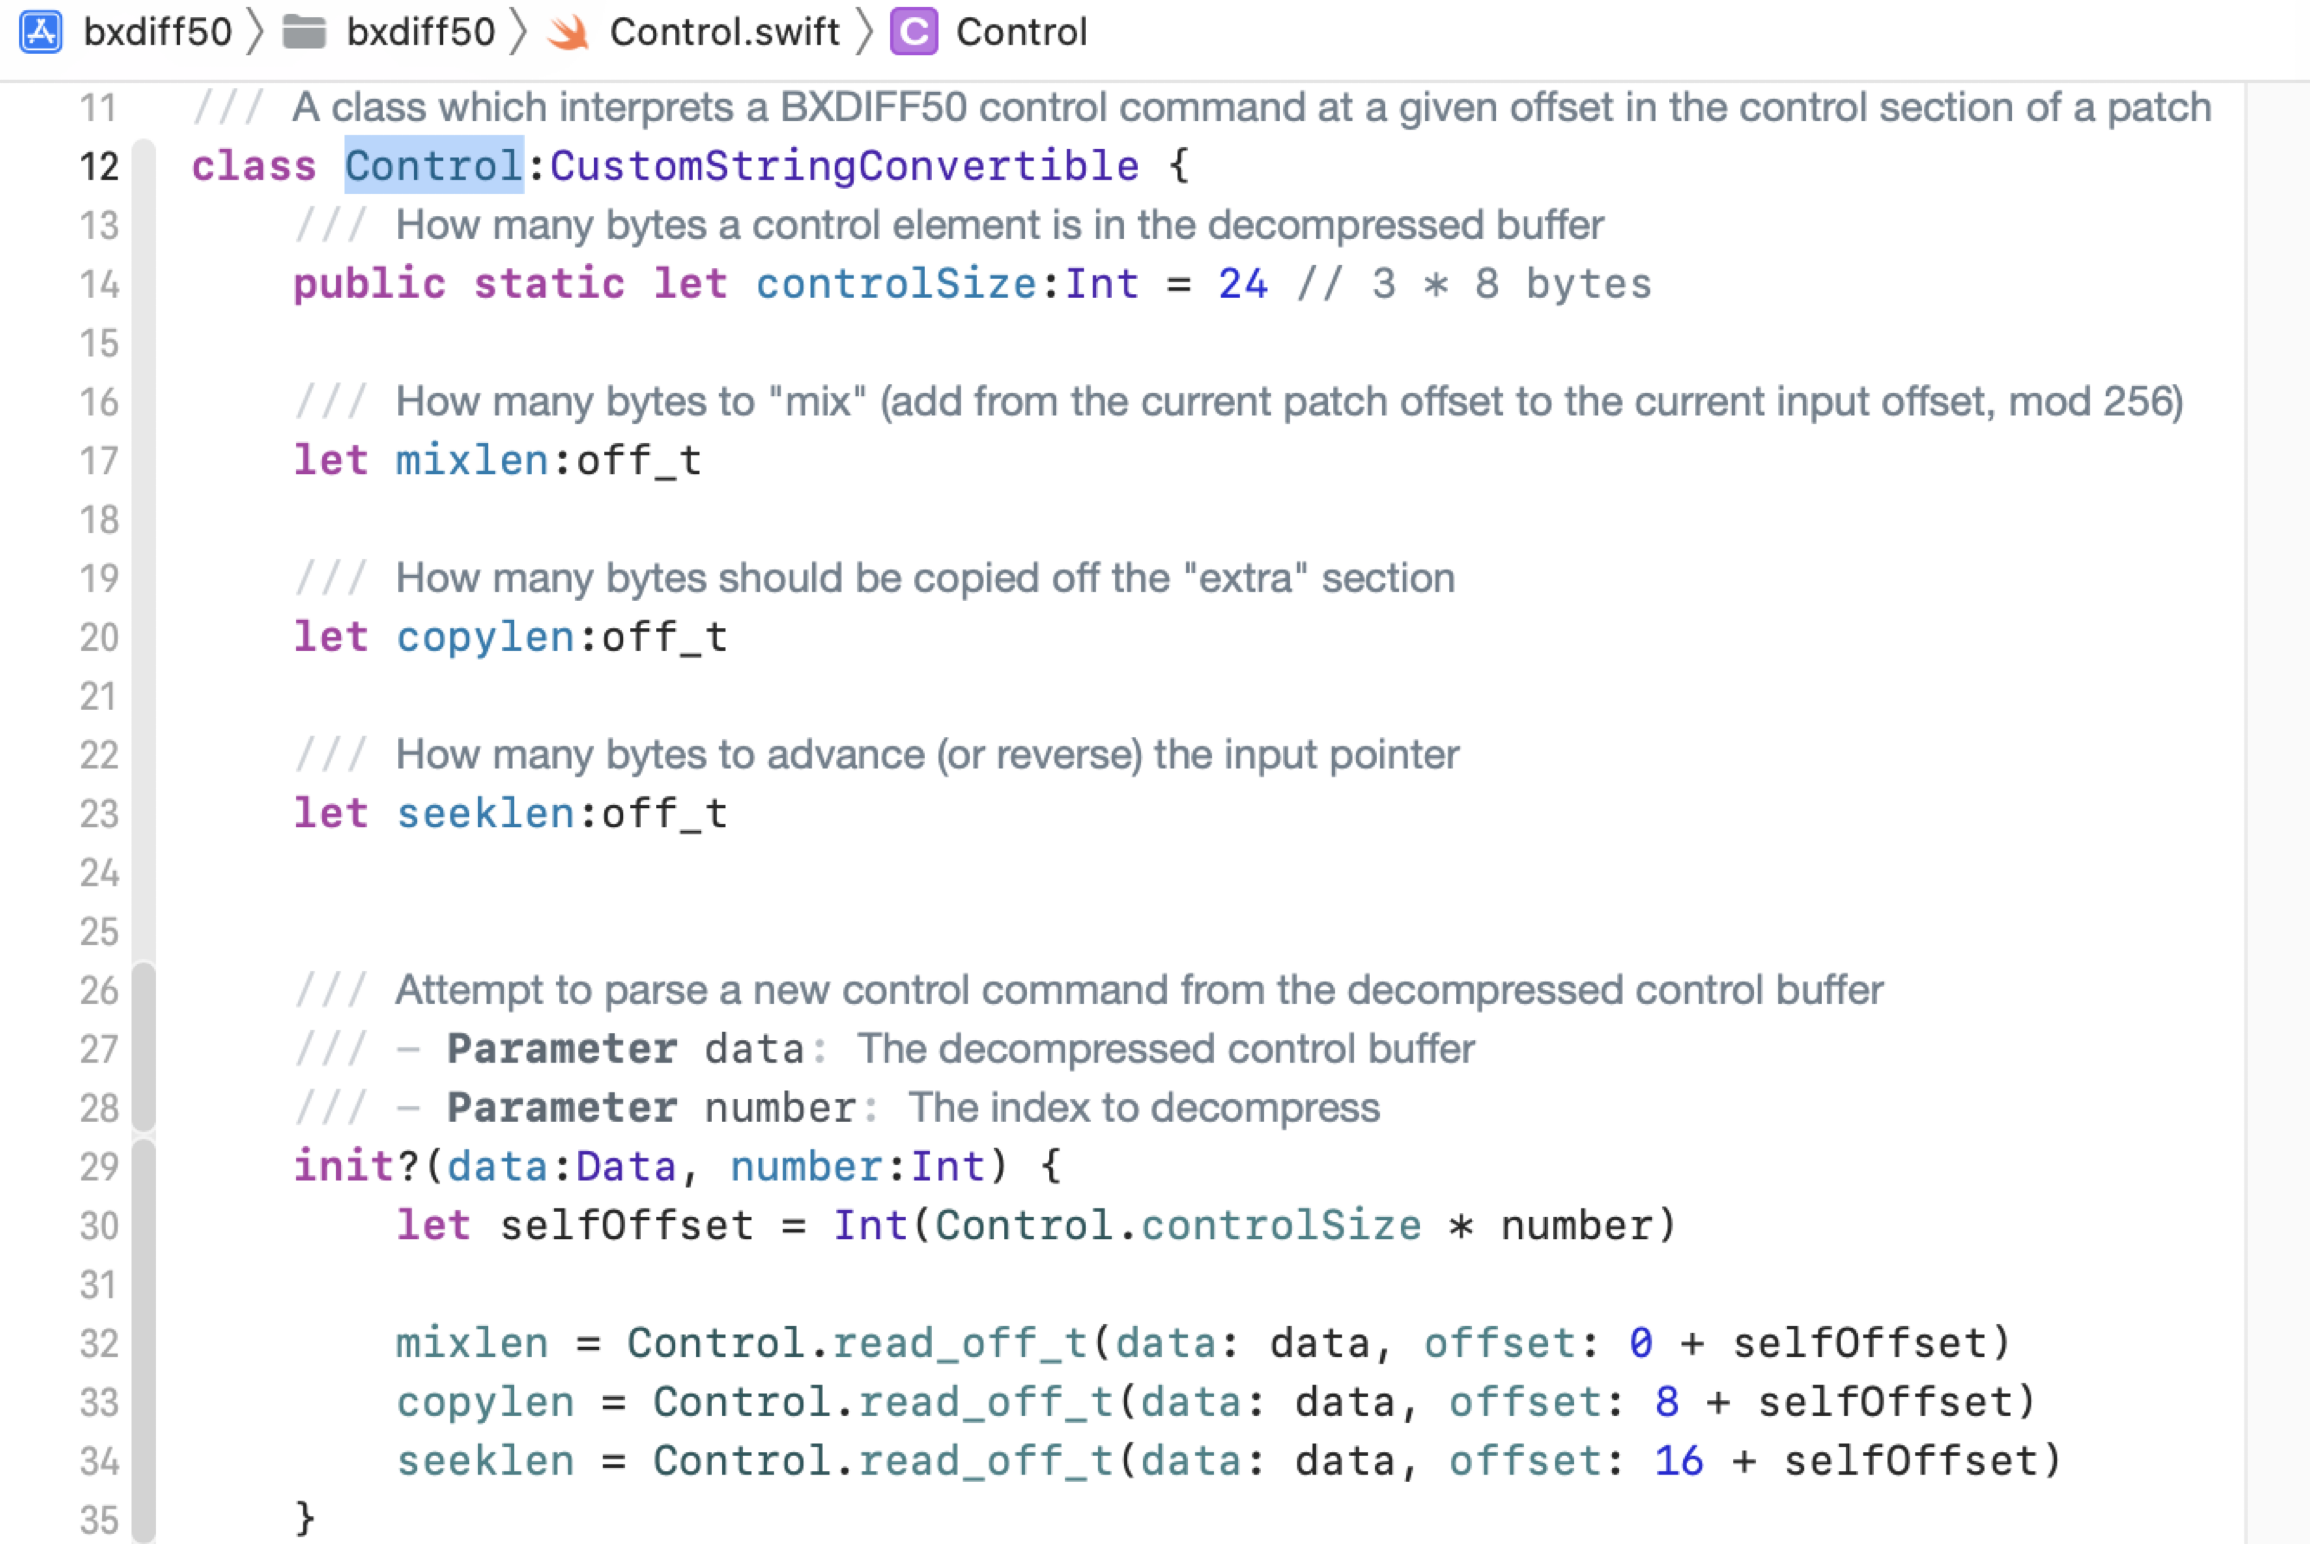 bxdiff50 〉 bxdiff50 〉 Control.swift 〉 C Control
11 /// A class which interprets a BXDIFF50 control command at a given offset in the control section of a patch
12 class Control:CustomStringConvertible {
13 /// How many bytes a control element is in the decompressed buffer
14 public static let controlSize:Int = 24 // 3 * 8 bytes
15
16 /// How many bytes to "mix" (add from the current patch offset to the current input offset, mod 256)
17 let mixlen:off_t
18
19 /// How many bytes should be copied off the "extra" section
20 let copylen:off_t
21
22 /// How many bytes to advance (or reverse) the input pointer
23 let seeklen:off_t
24
25
26 /// Attempt to parse a new control command from the decompressed control buffer
27 /// – Parameter data: The decompressed control buffer
28 /// – Parameter number: The index to decompress
29 init?(data:Data, number:Int) {
30 let selfOffset = Int(Control.controlSize * number)
31
32 mixlen = Control.read_off_t(data: data, offset: 0 + selfOffset)
33 copylen = Control.read_off_t(data: data, offset: 8 + selfOffset)
34 seeklen = Control.read_off_t(data: data, offset: 16 + selfOffset)
35 }